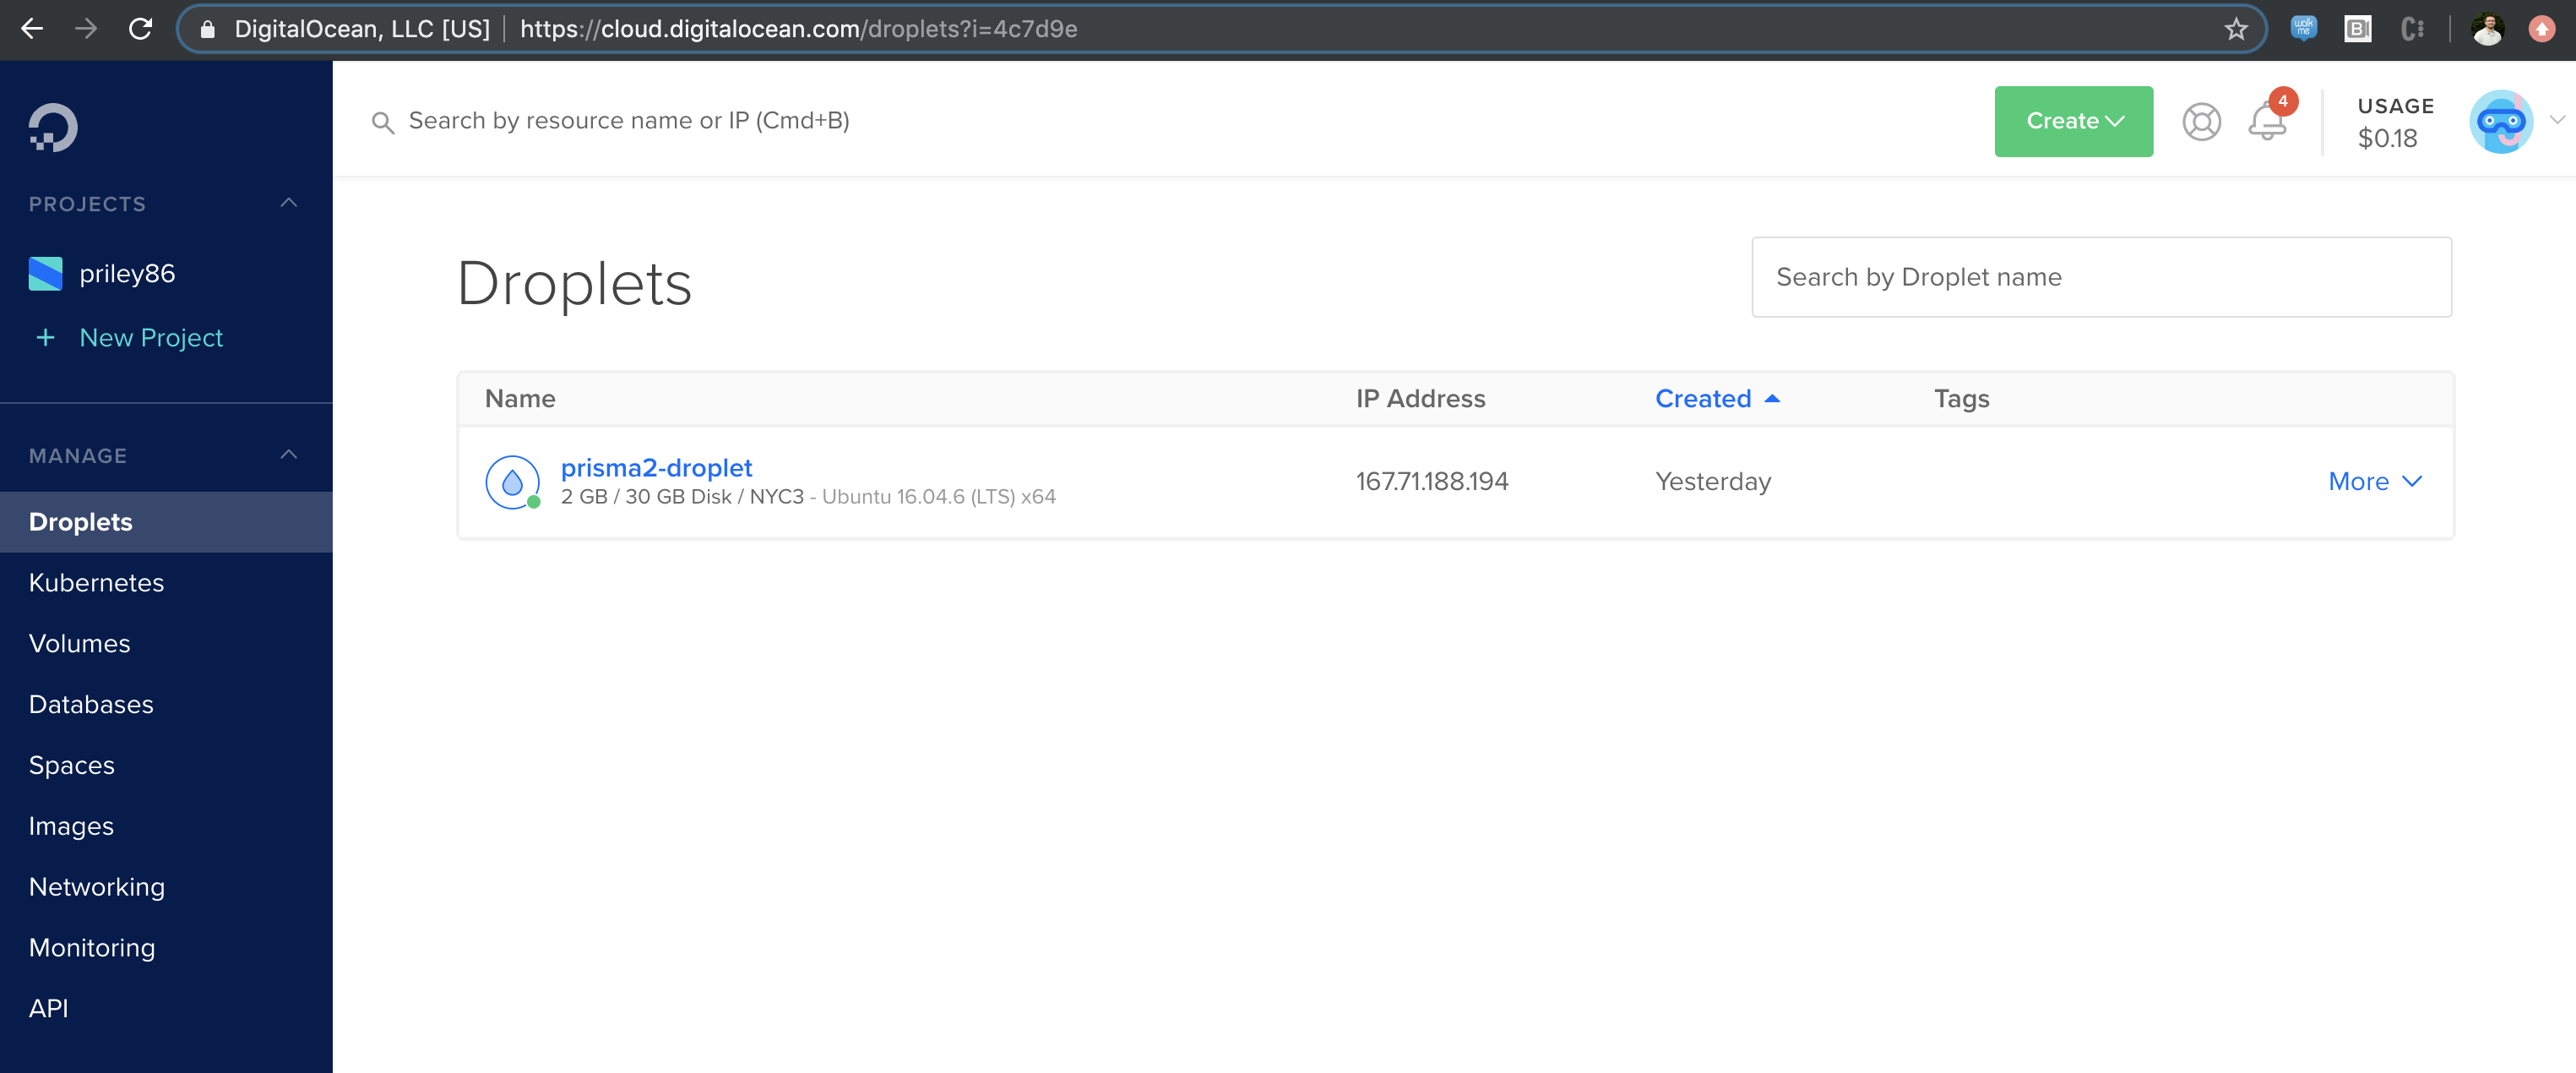 DigitalOcean, LLC [US] | https://cloud.digitalocean.com/droplets?i=4c7d9e
walk me
B
C
Search by resource name or IP (Cmd+B)
Create
4
USAGE
$0.18
PROJECTS
priley86
+ New Project
MANAGE
Droplets
Kubernetes
Volumes
Databases
Spaces
Images
Networking
Monitoring
API
Droplets
Search by Droplet name
Name IP Address Created Tags
prisma2-droplet
2 GB / 30 GB Disk / NYC3 - Ubuntu 16.04.6 (LTS) x64
167.71.188.194 Yesterday More